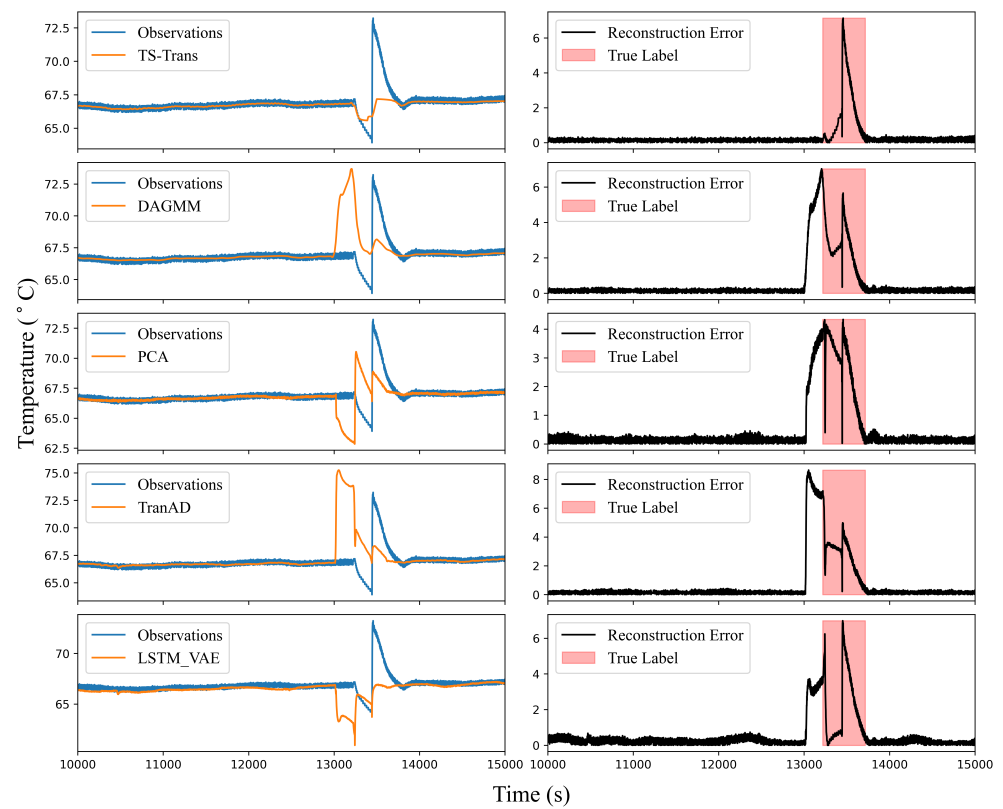 72.5
70.0
67.5
65.0
Observations
TS-Trans
6
4
2
0
Reconstruction Error
True Label
72.5
70.0
67.5
65.0
Observations
DAGMM
6
4
2
0
Reconstruction Error
True Label
Temperature ( °C)
72.5
70.0
67.5
65.0
62.5
Observations
PCA
4
3
2
1
0
Reconstruction Error
True Label
75.0
72.5
70.0
67.5
65.0
Observations
TranAD
8
6
4
2
0
Reconstruction Error
True Label
70
65
Observations
LSTM_VAE
6
4
2
0
Reconstruction Error
True Label
10000 11000 12000 13000 14000 15000
10000 11000 12000 13000 14000 15000
Time (s)